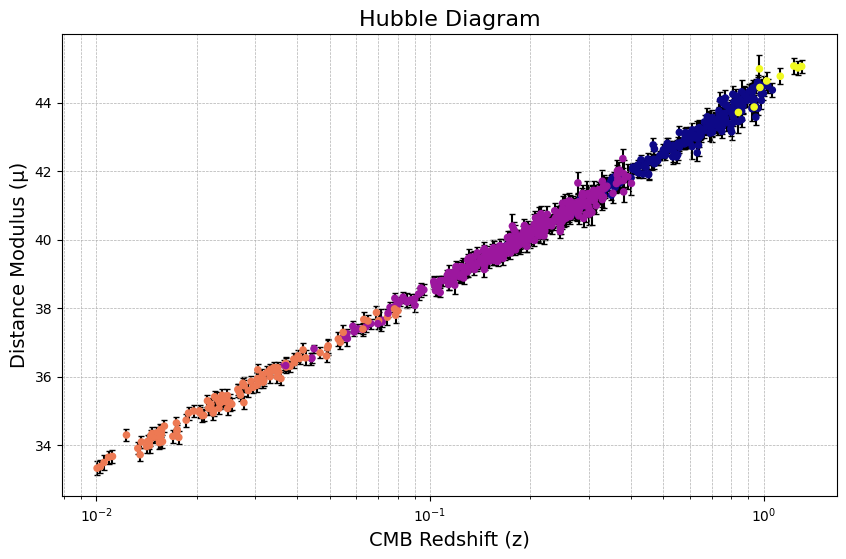 Hubble Diagram
Distance Modulus (μ)
44
42
40
38
36
34
10⁻² 10⁻¹ 10⁰
CMB Redshift (z)